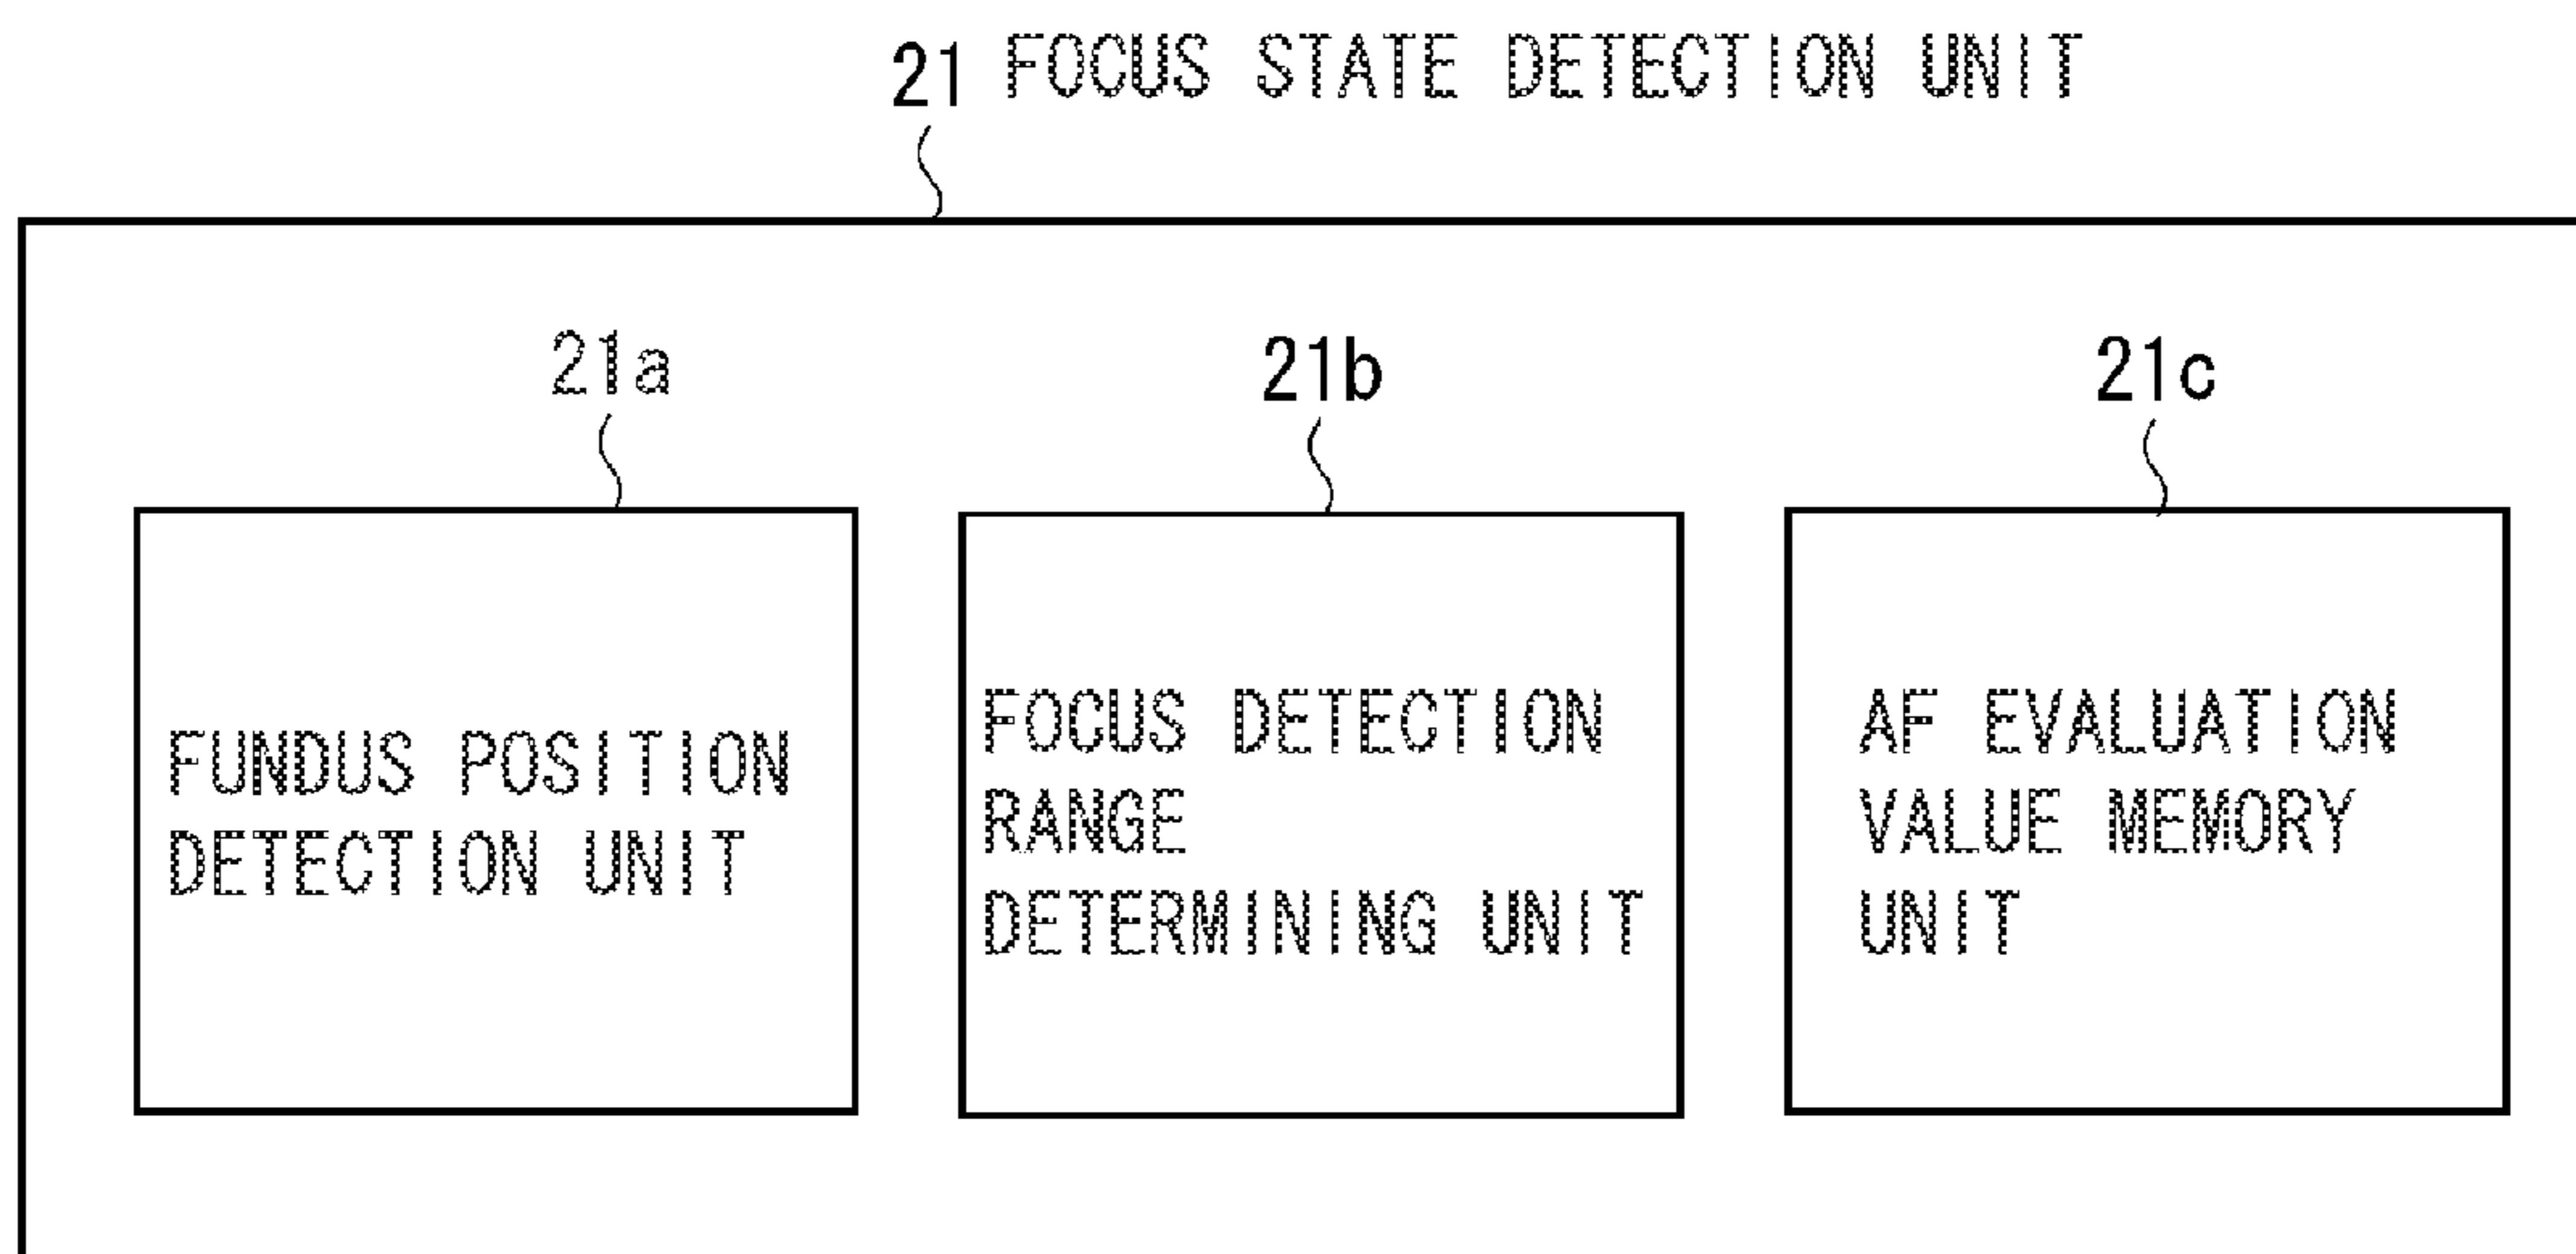 21 FOCUS STATE DETECTION UNIT
21a
21b
21c
FUNDUS POSITION
DETECTION UNIT
FOCUS DETECTION
RANGE
DETERMINING UNIT
AF EVALUATION
VALUE MEMORY
UNIT